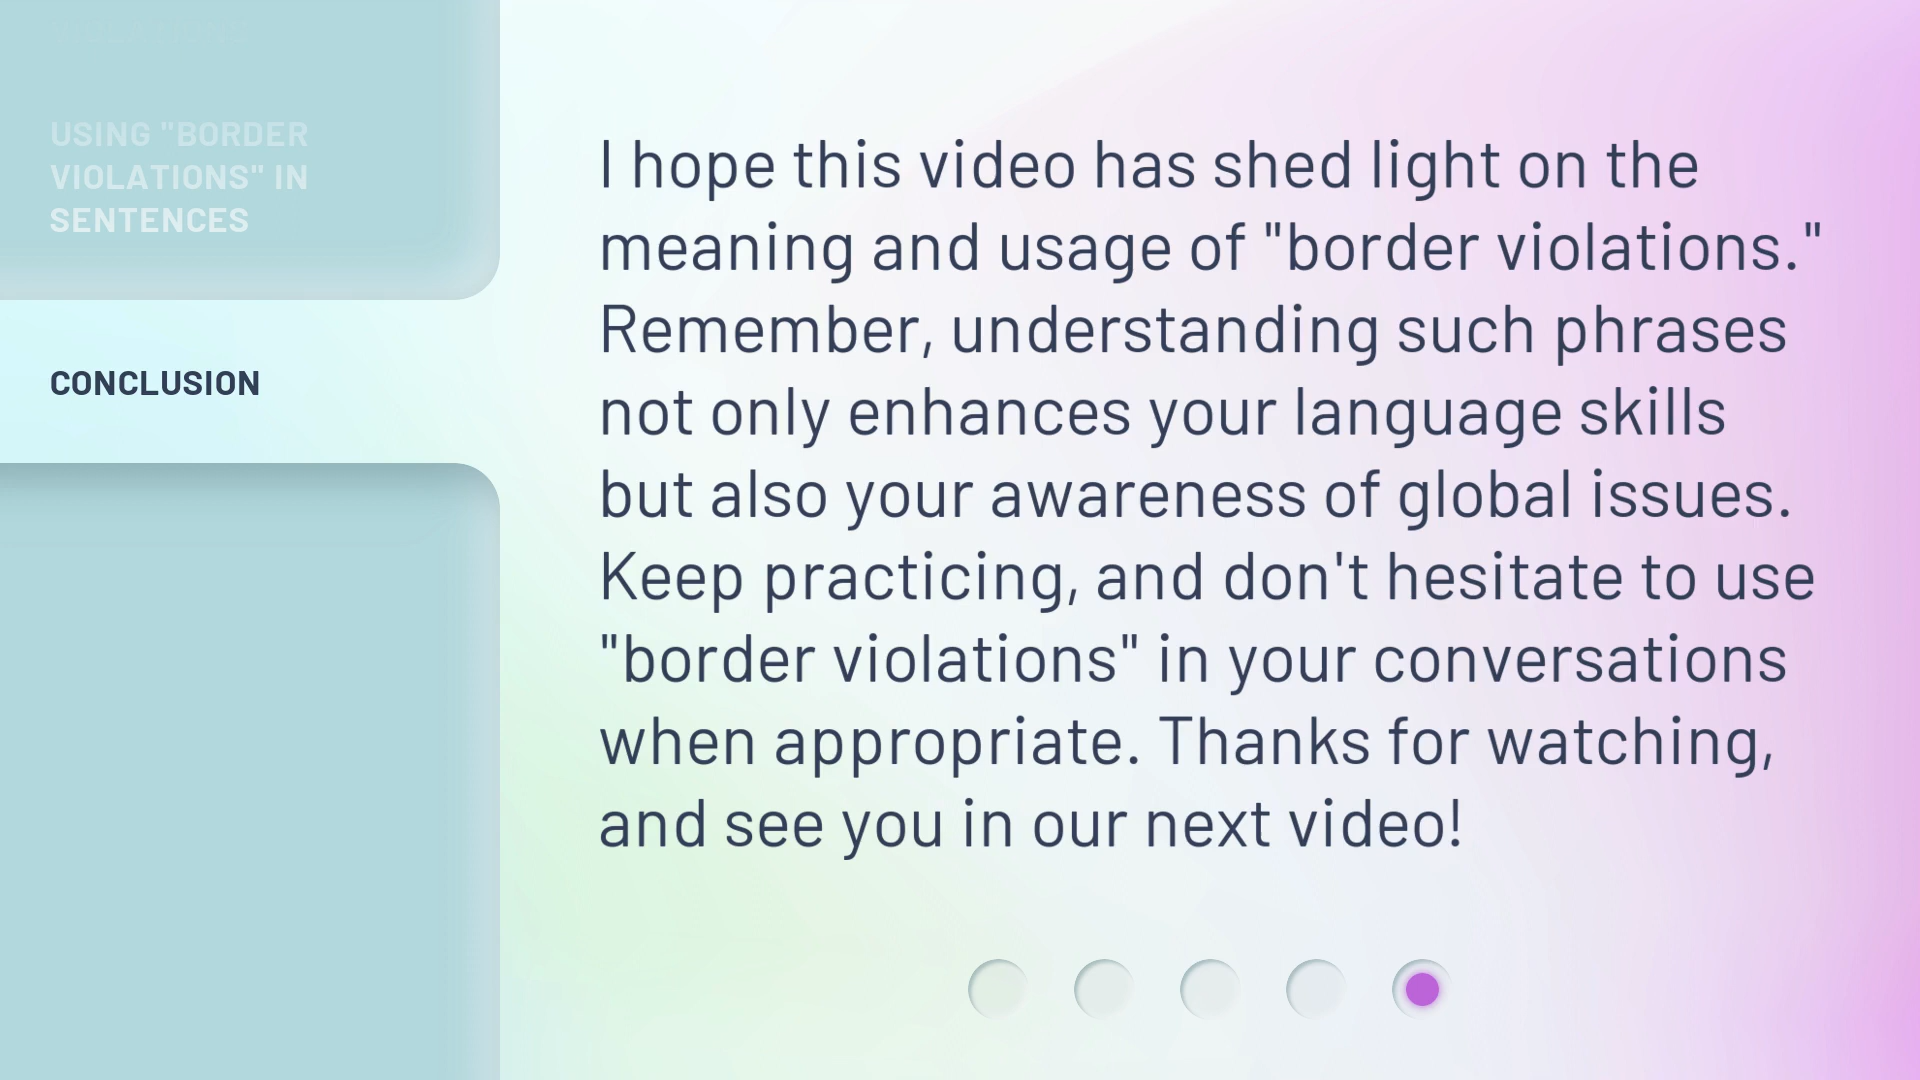 USING "BORDER
VIOLATIONS" IN
SENTENCES
CONCLUSION
I hope this video has shed light on the
meaning and usage of "border violations."
Remember, understanding such phrases
not only enhances your language skills
but also your awareness of global issues.
Keep practicing, and don't hesitate to use
"border violations" in your conversations
when appropriate. Thanks for watching,
and see you in our next video!